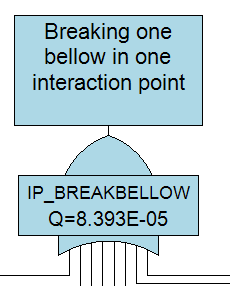 Breaking one
bellow in one
interaction point
IP_BREAKBELLOW
Q=8.393E-05